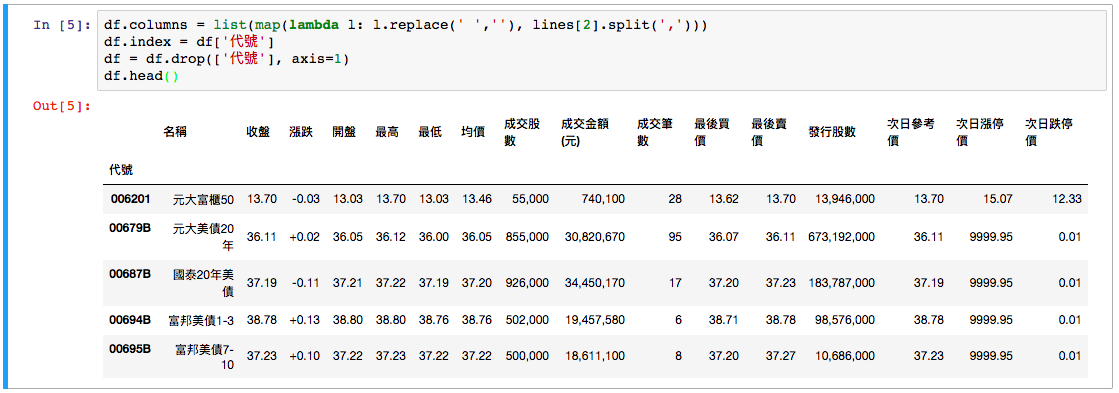 In [5]: df.columns = list(map(lambda l: l.replace(' ',''), lines[2].split(',')))
df.index = df['代號']
df = df.drop(['代號'], axis=1)
df.head()
Out[5]:
名稱 收盤 漲跌 開盤 最高 最低 均價 成交股數 成交金額(元) 成交筆數 最後買價 最後賣價 發行股數 次日參考價 次日漲停價 次日跌停價
代號
006201 元大富櫃50 13.70 -0.03 13.03 13.70 13.03 13.46 55,000 740,100 28 13.62 13.70 13,946,000 13.70 15.07 12.33
00679B 元大美債20年 36.11 +0.02 36.05 36.12 36.00 36.05 855,000 30,820,670 95 36.07 36.11 673,192,000 36.11 9999.95 0.01
00687B 國泰20年美債 37.19 -0.11 37.21 37.22 37.19 37.20 926,000 34,450,170 17 37.20 37.23 183,787,000 37.19 9999.95 0.01
00694B 富邦美債1-3 38.78 +0.13 38.80 38.80 38.76 38.76 502,000 19,457,580 6 38.71 38.78 98,576,000 38.78 9999.95 0.01
00695B 富邦美債7-10 37.23 +0.10 37.22 37.23 37.22 37.22 500,000 18,611,100 8 37.20 37.27 10,686,000 37.23 9999.95 0.01